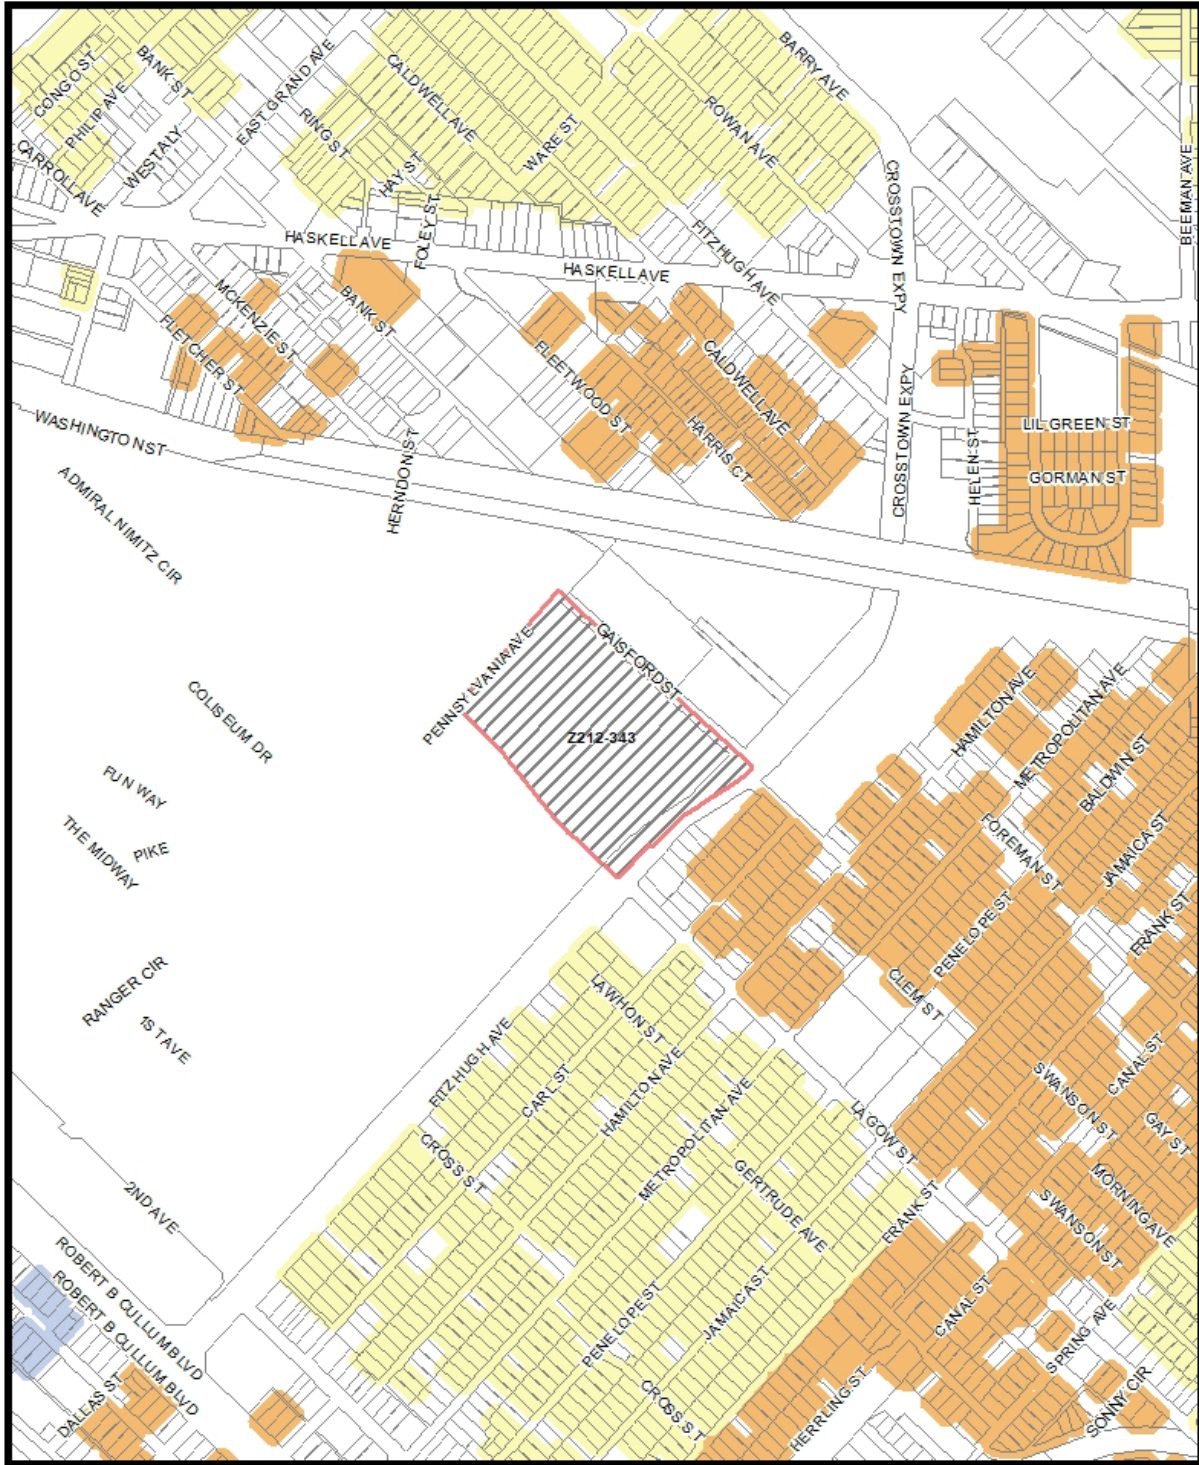 BARRY AVE
BANK ST
EAST GRAND AVE
CONGO ST
CALDWELL AVE
PHILIP AVE
RING ST
ROWAN AVE
WARE ST
WEST ALY
CARROLL AVE
HAY ST
CROSSTOWN EXPY
BEEMAN AVE
FOLEY ST
HASKELL AVE
FITZHUGH AVE
HASKELL AVE
MCKENZIE ST
BANK ST
FLETCHER ST
FLEETWOOD ST
CALDWELL AVE
HARRIS CT
CROSSTOWN EXPY
LIL GREEN ST
WASHINGTON ST
HELEN ST
GORMAN ST
HERNDON ST
ADMIRAL NIMITZ CIR
GAISFORD ST
PENNSYLVANIA AVE
HAMILTON AVE
METROPOLITAN AVE
COLISEUM DR
Z212-343
BALDWIN ST
FUN WAY
THE MIDWAY
PIKE
FOREMAN ST
JAMAICA ST
PENELOPE ST
FRANK ST
RANGER CIR
CLEM ST
LAWHON ST
1ST AVE
FITZHUGH AVE
CARL ST
HAMILTON AVE
CANAL ST
SWANSON ST
METROPOLITAN AVE
LAGOW ST
GAY ST
CROSS ST
GERTRUDE AVE
MORNING AVE
FRANK ST
SWANSON ST
2ND AVE
ROBERT B CULLUM BLVD
ROBERT B CULLUM BLVD
PENELOPE ST
JAMAICA ST
CANAL ST
SPRING AVE
DALLAS ST
CROSS ST
HERRLING ST
SONNY CIR